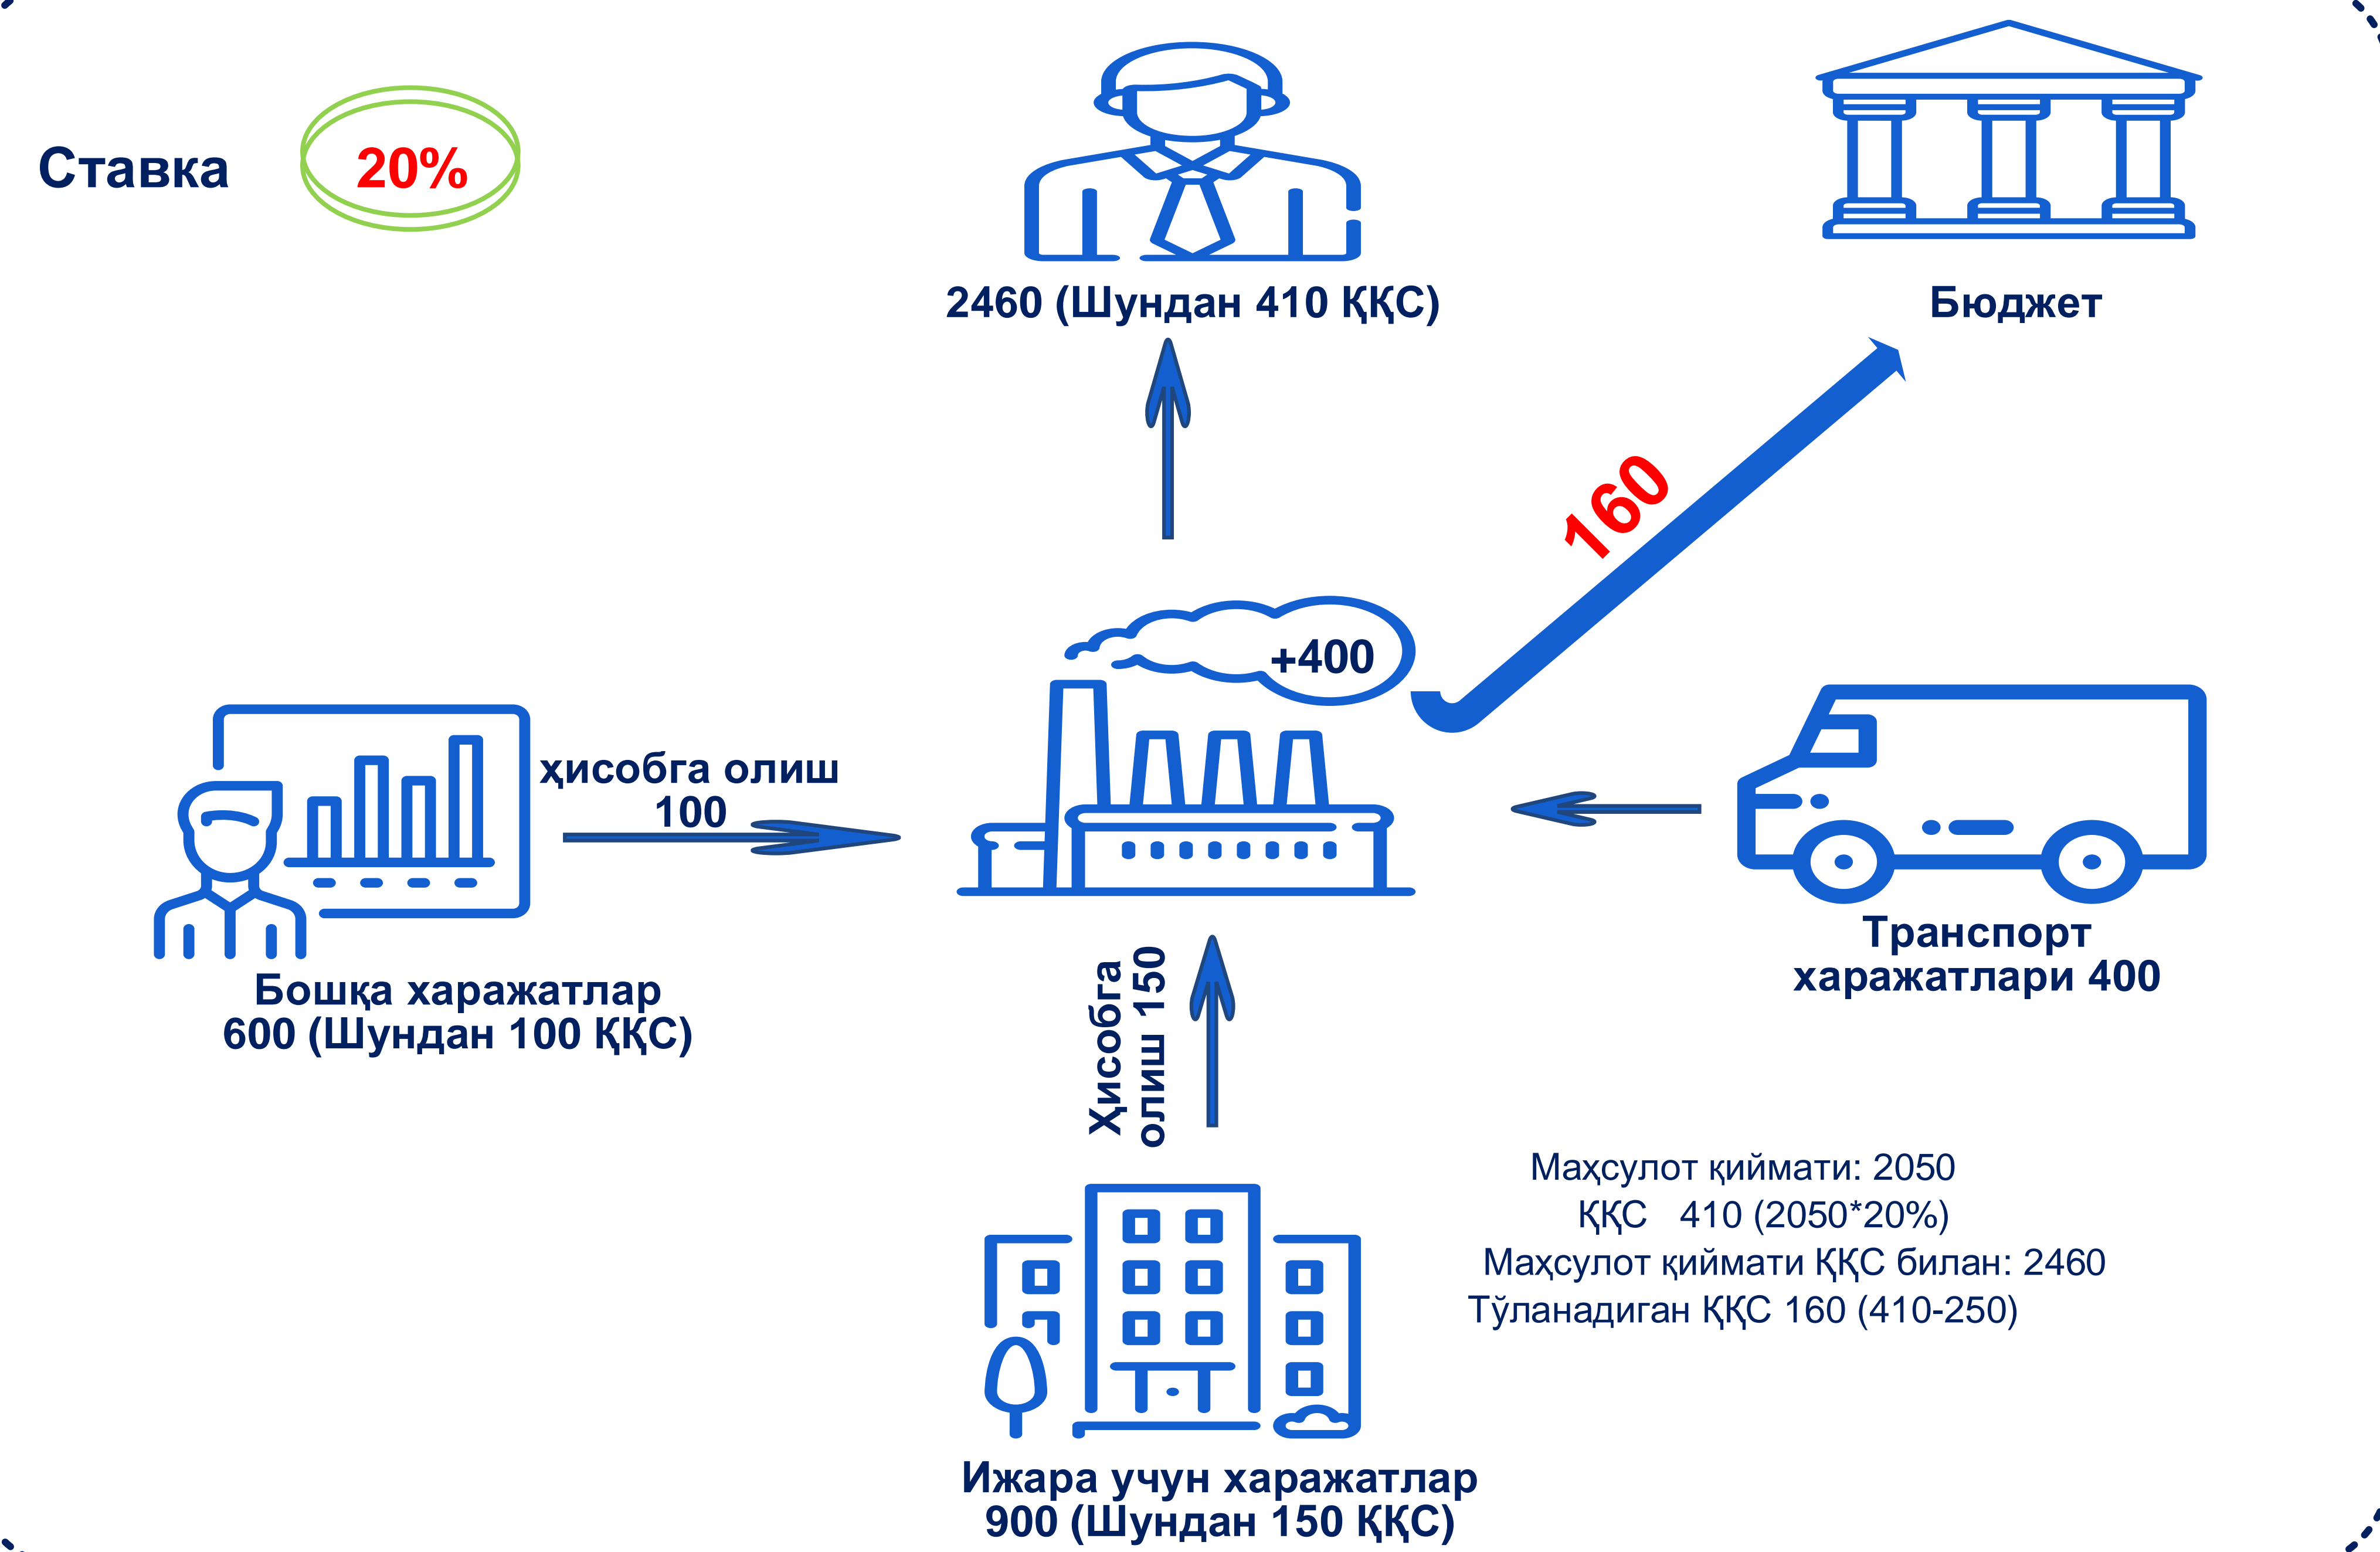 Ставка
20%
2460 (Шундан 410 ҚҚС)
Бюджет
160
+400
ҳисобга олиш
100
Бошқа харажатлар
600 (Шундан 100 ҚҚС)
Транспорт
харажатлари 400
Ҳисобга
олиш 150
Маҳсулот қиймати: 2050
ҚҚС   410 (2050*20%)
Маҳсулот қиймати ҚҚС билан: 2460
Тўланадиган ҚҚС 160 (410-250)
Ижара учун харажатлар
900 (Шундан 150 ҚҚС)